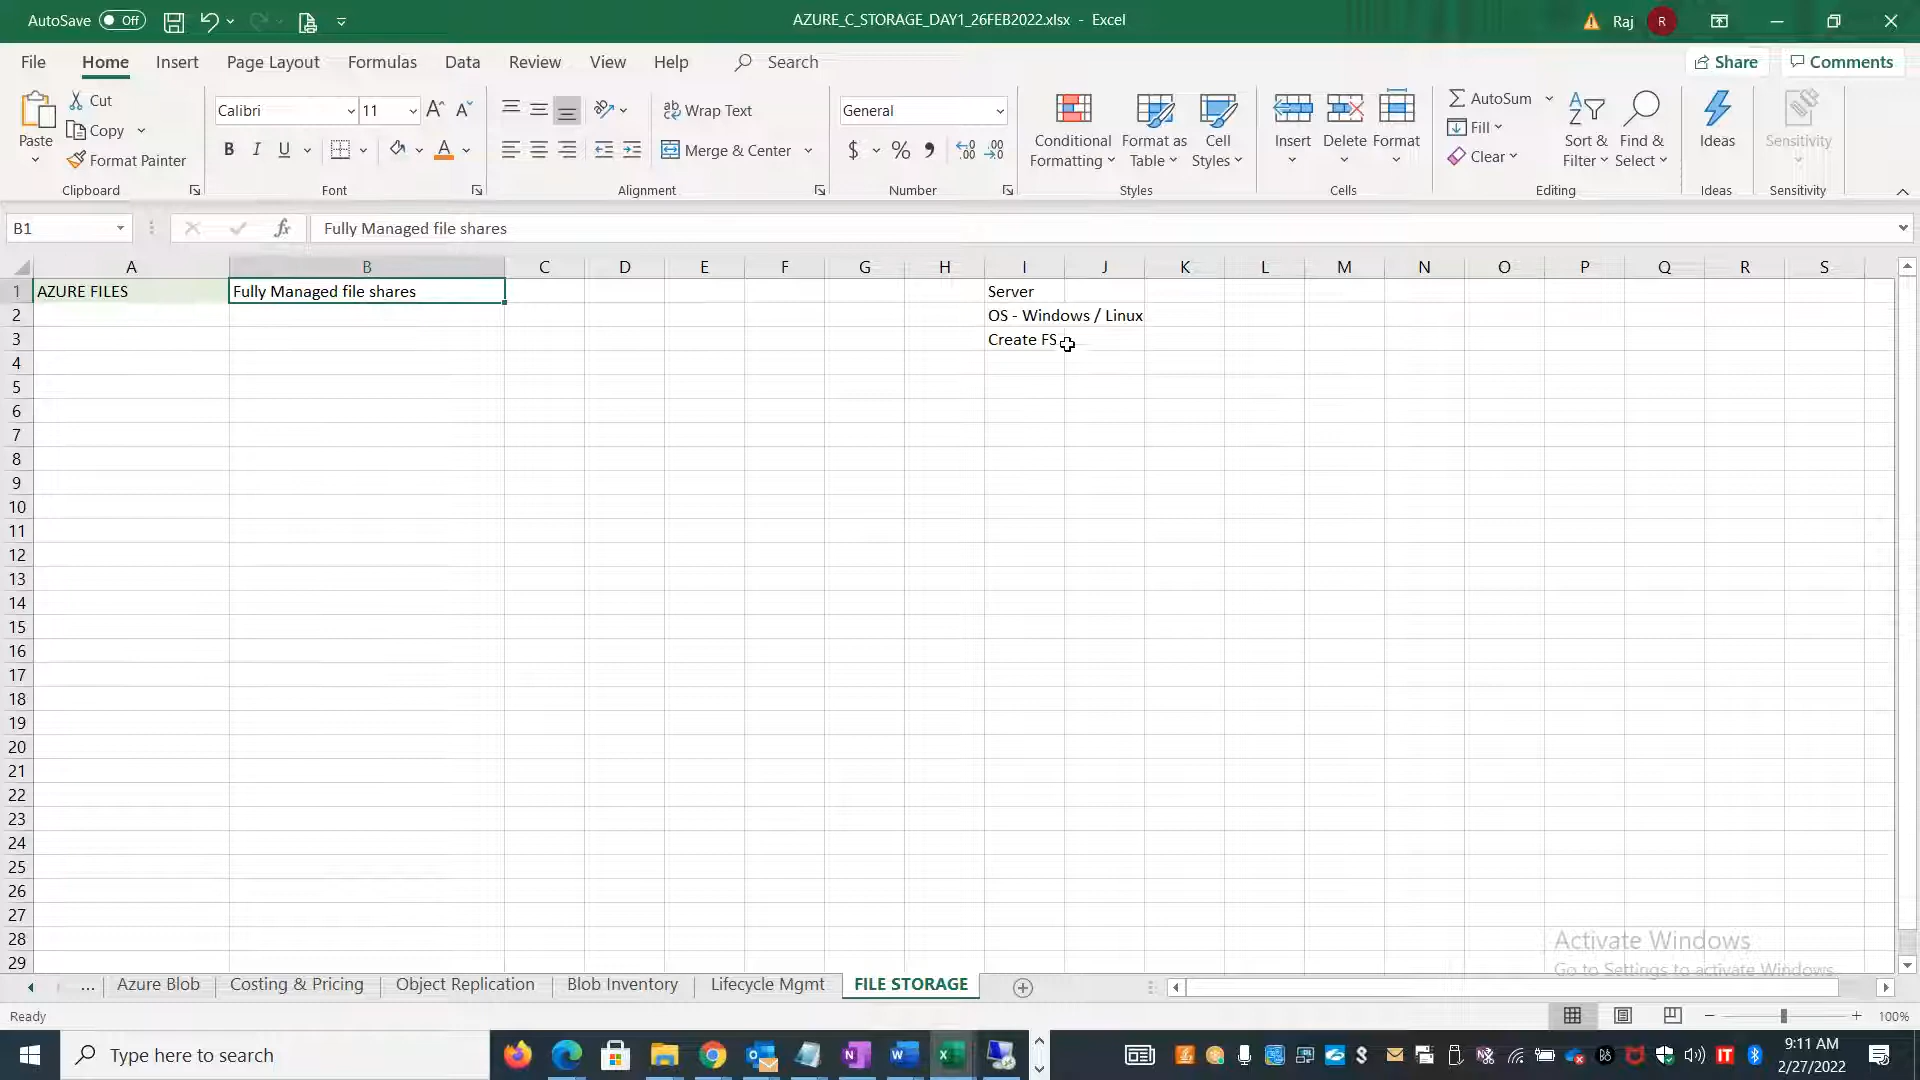 AutoSave Off
AZURE_C_STORAGE_DAY1_26FEB2022.xlsx - Excel
Raj R
File Home Insert Page Layout Formulas Data Review View Help Search
Share Comments
Paste
Cut
Copy
Format Painter
Clipboard
Calibri 11
B I U A
Font
Wrap Text
Merge & Center
Alignment
General
$ % 9
Number
Conditional Formatting
Format as Table
Cell Styles
Styles
Insert Delete Format
Cells
AutoSum
Fill
Clear
Sort & Filter
Find & Select
Editing
Ideas
Ideas
Sensitivity
Sensitivity
B1 fx Fully Managed file shares
A B C D E F G H I J K L M N O P Q R S
1 AZURE FILES Fully Managed file shares Server
2 OS - Windows / Linux
3 Create FS
4
5
6
7
8
9
10
11
12
13
14
15
16
17
18
19
20
21
22
23
24
25
26
27
28
29
Activate Windows
Go to Settings to activate Windows.
... Azure Blob Costing & Pricing Object Replication Blob Inventory Lifecycle Mgmt FILE STORAGE
Ready
100%
Type here to search
9:11 AM
2/27/2022